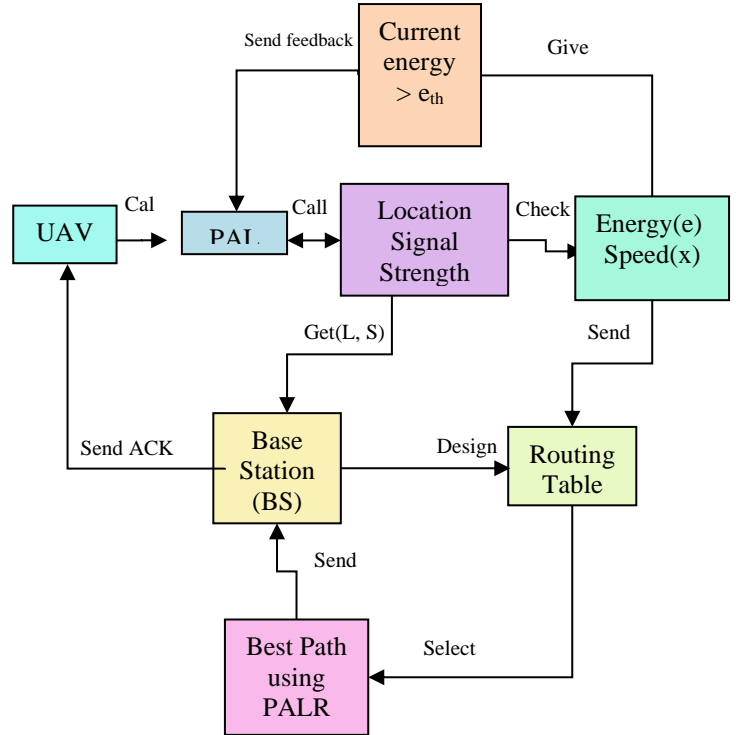 Send feedback
Current
energy
> eth
Give
UAV
Cal
PAL
Call
Location
Signal
Strength
Check
Energy(e)
Speed(x)
Get(L, S)
Send
Send ACK
Base
Station
(BS)
Design
Routing
Table
Send
Best Path
using
PALR
Select